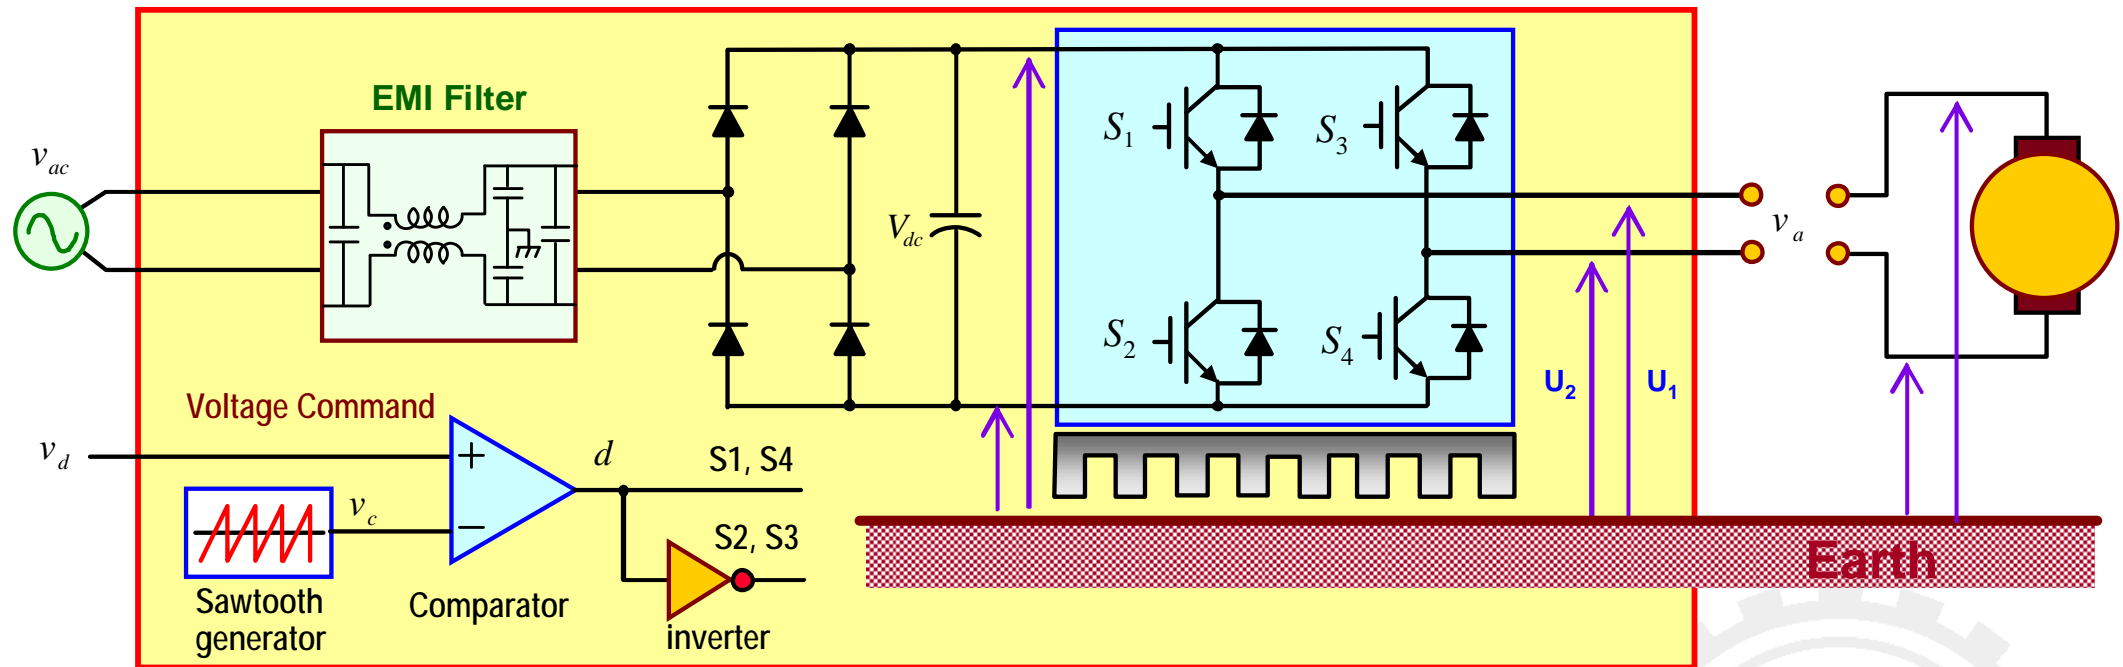 EMI Filter
v_ac
S_1
S_3
V_dc
v_a
S_2
S_4
U_2
U_1
Voltage Command
v_d
+
d
S1, S4
v_c
−
S2, S3
Earth
Sawtooth
generator
Comparator
inverter